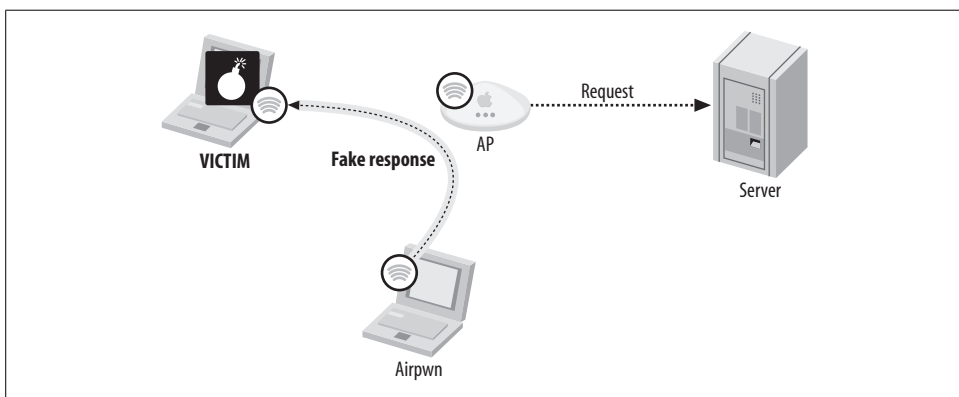 Request
AP
VICTIM
Fake response
Server
Airpwn